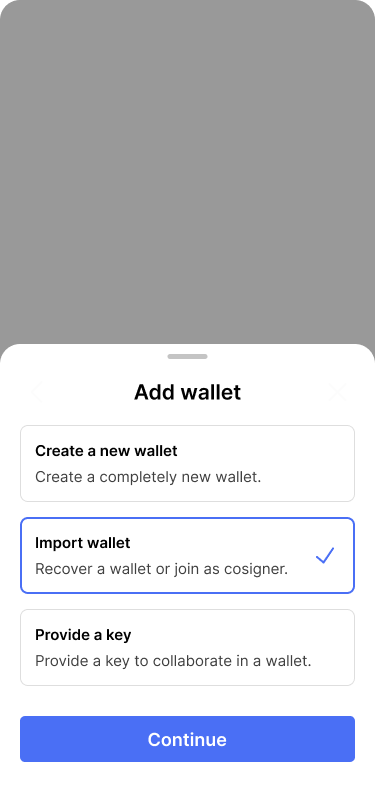 Add wallet
Create a new wallet
Create a completely new wallet.
Import wallet
Recover a wallet or join as cosigner.
Provide a key
Provide a key to collaborate in a wallet.
Continue